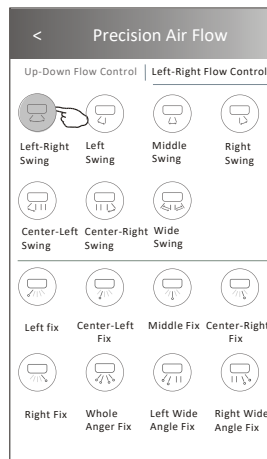 < Precision Air Flow
Up-Down Flow Control Left-Right Flow Control
Left-Right Swing
Left Swing
Middle Swing
Right Swing
Center-Left Swing
Center-Right Swing
Wide Swing
Left fix
Center-Left Fix
Middle Fix
Center-Right Fix
Right Fix
Whole Anger Fix
Left Wide Angle Fix
Right Wide Angle Fix